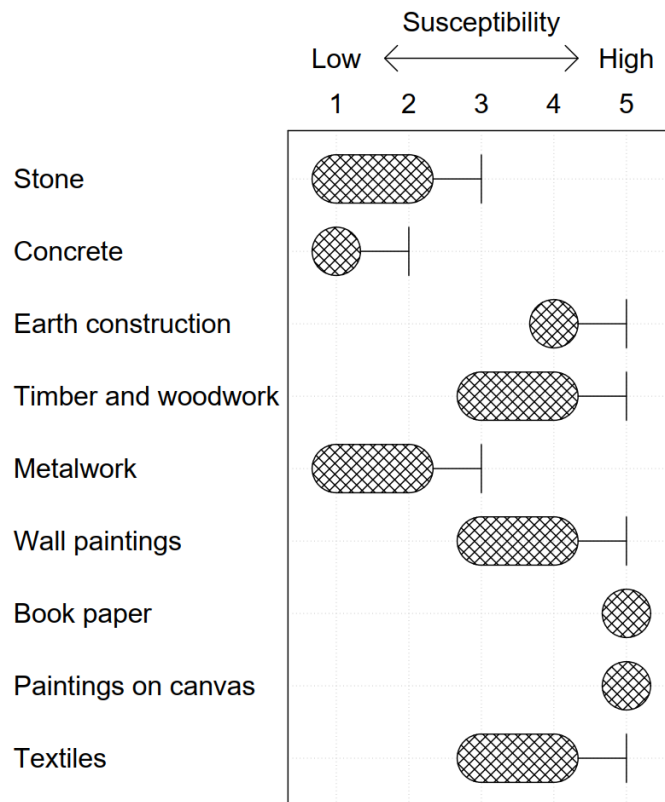 Susceptibility
Low High
1 2 3 4 5
Stone
Concrete
Earth construction
Timber and woodwork
Metalwork
Wall paintings
Book paper
Paintings on canvas
Textiles